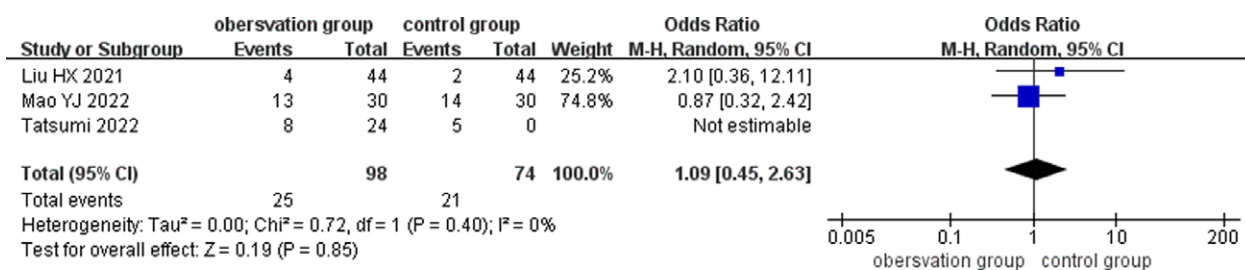 obersvation group control group Odds Ratio Odds Ratio
Study or Subgroup Events Total Events Total Weight M-H, Random, 95% CI M-H, Random, 95% CI
Liu HX 2021 4 44 2 44 25.2% 2.10 [0.36, 12.11]
Mao YJ 2022 13 30 14 30 74.8% 0.87 [0.32, 2.42]
Tatsumi 2022 8 24 5 0 Not estimable
Total (95% CI) 98 74 100.0% 1.09 [0.45, 2.63]
Total events 25 21
Heterogeneity: Tau² = 0.00; Chi² = 0.72, df = 1 (P = 0.40); I² = 0%
Test for overall effect: Z = 0.19 (P = 0.85)
0.005 0.1 1 10 200
obersvation group control group